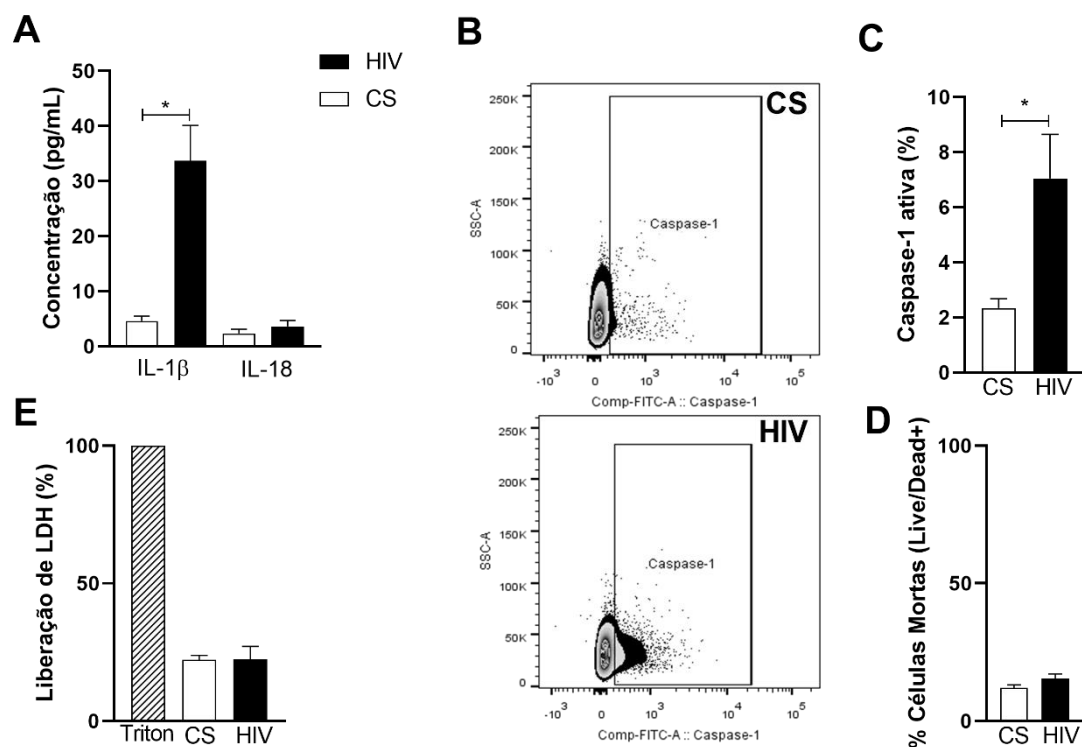 A
HIV
CS
Concentração (pg/mL)
50
40
30
20
10
0
*
IL-1β
IL-18
B
CS
250K
200K
150K
100K
50K
0
SSC-A
Caspase-1
-10³ 0 10³ 10⁴ 10⁵
Comp-FITC-A :: Caspase-1
HIV
250K
200K
150K
100K
50K
0
SSC-A
Caspase-1
-10³ 0 10³ 10⁴ 10⁵
Comp-FITC-A :: Caspase-1
C
Caspase-1 ativa (%)
10
8
6
4
2
0
*
CS HIV
D
% Células Mortas (Live/Dead+)
100
50
0
CS HIV
E
Liberação de LDH (%)
100
50
0
Triton CS HIV